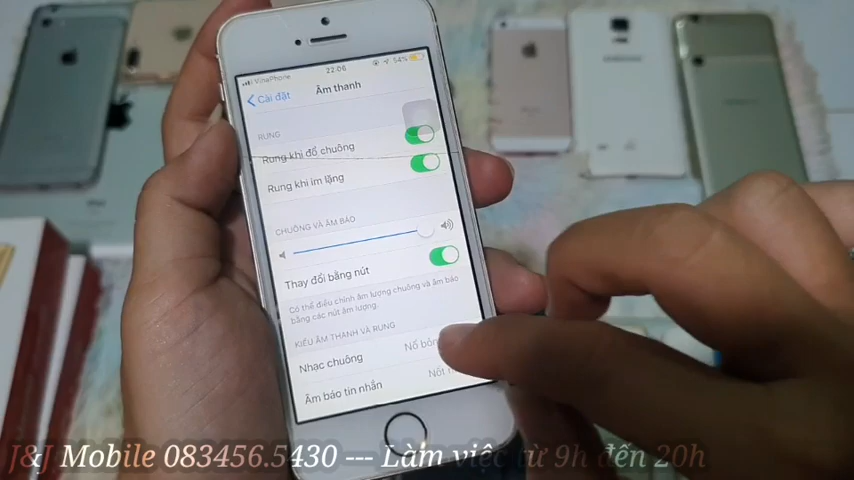 VinaPhone 22:06 54%
Cài đặt Âm thanh
RUNG
Rung khi đổ chuông
Rung khi im lặng
CHUÔNG VÀ ÂM BÁO
Thay đổi bằng nút
Có thể điều chỉnh âm lượng chuông và âm báo
bằng các nút âm lượng.
KIỂU ÂM THANH VÀ RUNG
Nhạc chuông
Âm báo tin nhắn
J&J Mobile 083456.5430 --- Làm việc từ 9h đến 20h